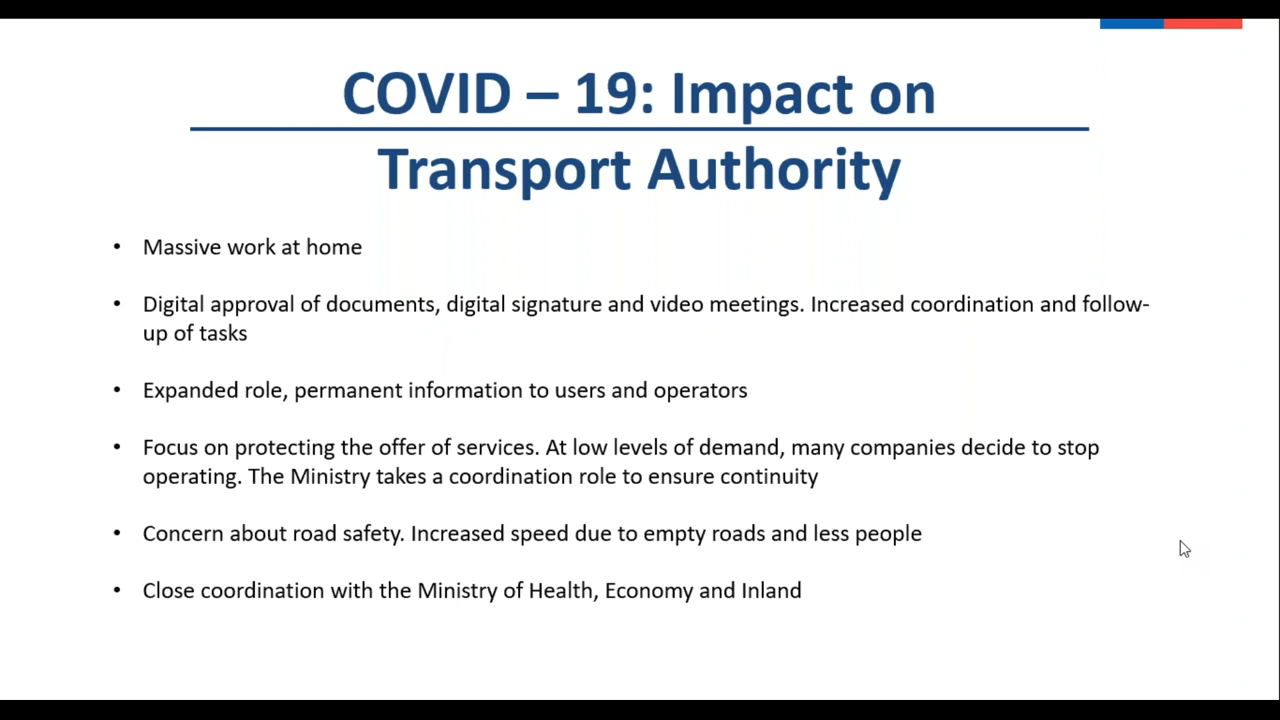 COVID – 19: Impact on
Transport Authority
• Massive work at home
• Digital approval of documents, digital signature and video meetings. Increased coordination and follow-
up of tasks
• Expanded role, permanent information to users and operators
• Focus on protecting the offer of services. At low levels of demand, many companies decide to stop
operating. The Ministry takes a coordination role to ensure continuity
• Concern about road safety. Increased speed due to empty roads and less people
• Close coordination with the Ministry of Health, Economy and Inland